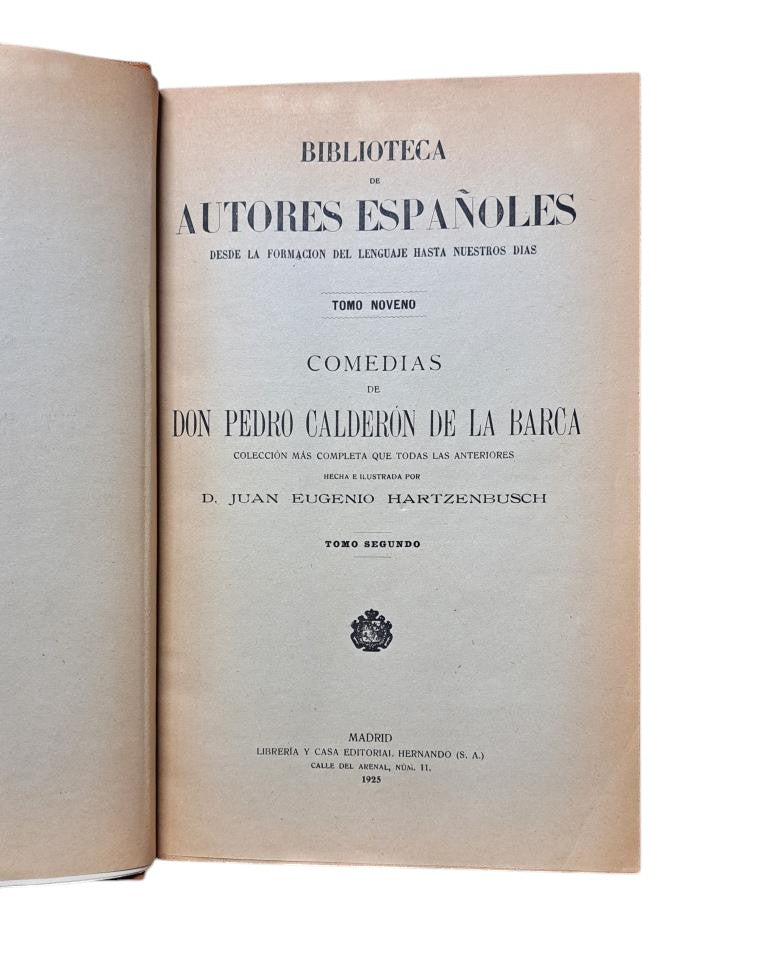 BIBLIOTECA
DE
AUTORES ESPAÑOLES
DESDE LA FORMACION DEL LENGUAJE HASTA NUESTROS DIAS
TOMO NOVENO
COMEDIAS
DE
DON PEDRO CALDERÓN DE LA BARCA
COLECCIÓN MÁS COMPLETA QUE TODAS LAS ANTERIORES
HECHA E ILUSTRADA POR
D. JUAN EUGENIO HARTZENBUSCH
TOMO SEGUNDO
MADRID
LIBRERÍA Y CASA EDITORIAL HERNANDO (S. A.)
CALLE DEL ARENAL, NÚM. 11.
1925